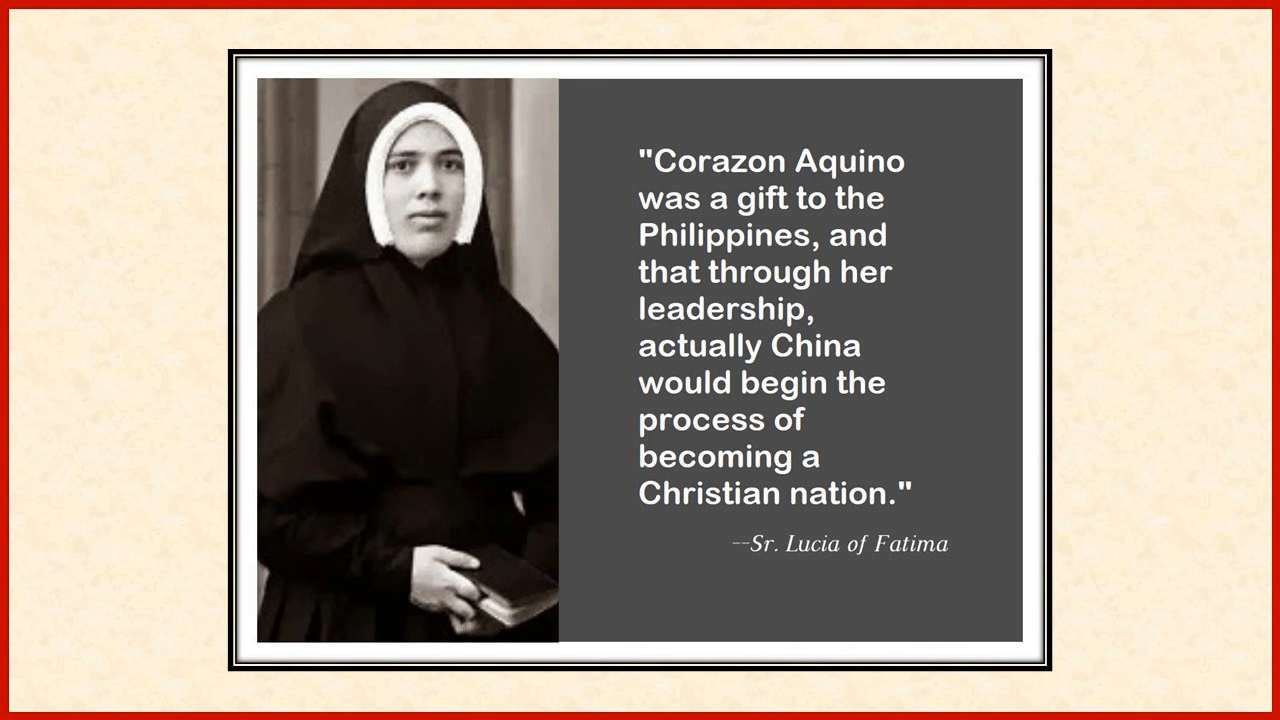 "Corazon Aquino
was a gift to the
Philippines, and
that through her
leadership,
actually China
would begin the
process of
becoming a
Christian nation."
--Sr. Lucia of Fatima